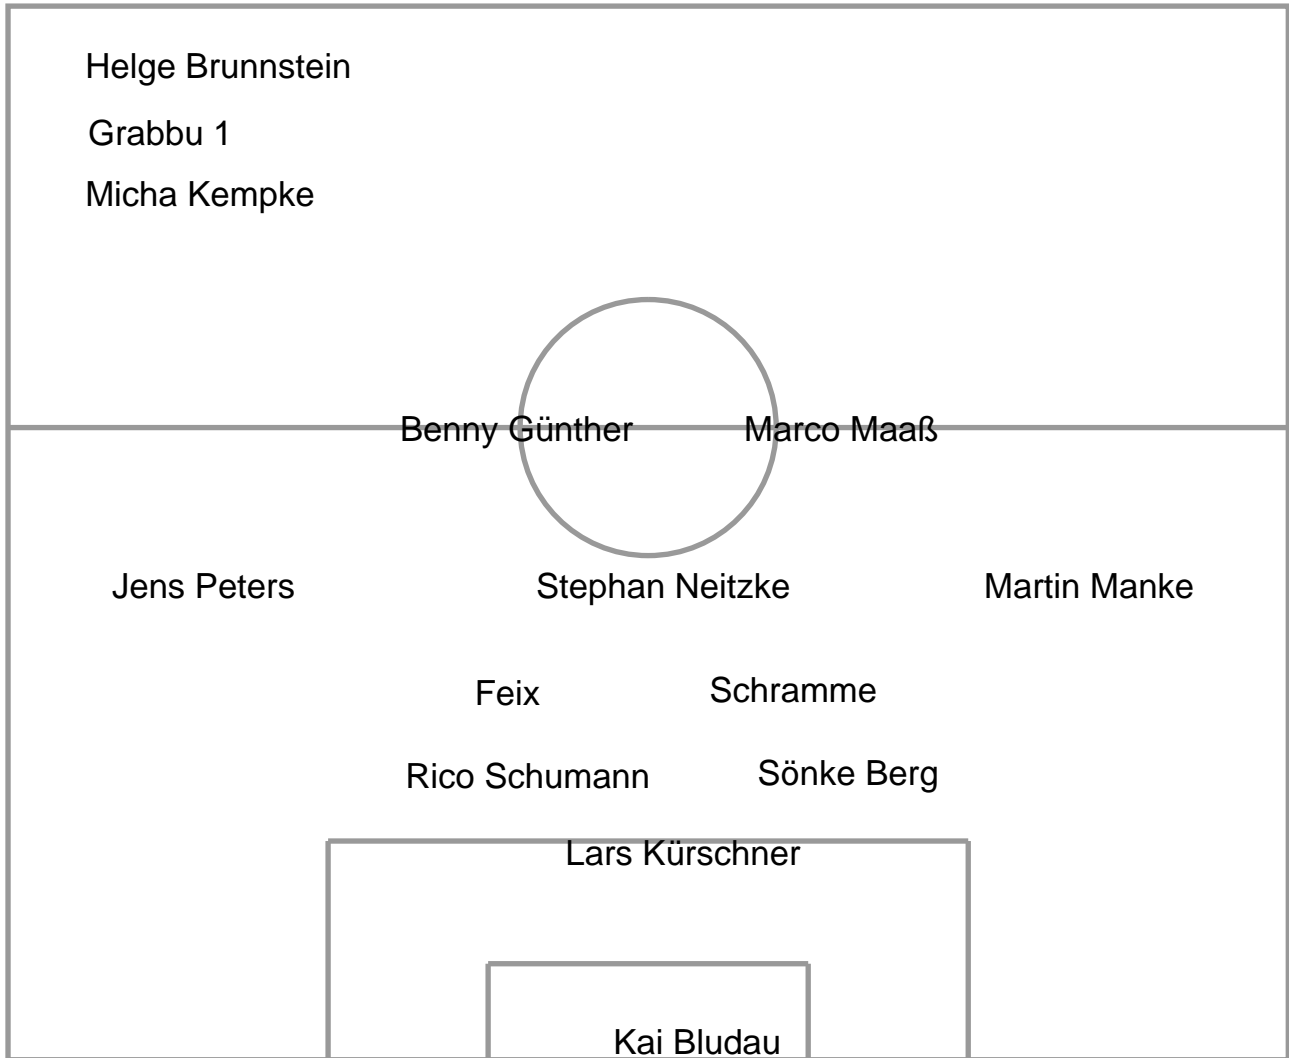 Helge Brunnstein
Grabbu 1
Micha Kempke
Benny Günther Marco Maaß
Jens Peters Stephan Neitzke Martin Manke
Feix Schramme
Rico Schumann Sönke Berg
Lars Kürschner
Kai Bludau